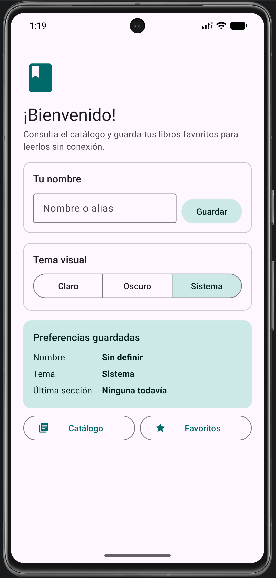 1:19
¡Bienvenido!
Consulta el catálogo y guarda tus libros favoritos para
leerlos sin conexión.
Tu nombre
Nombre o alias
Guardar
Tema visual
Claro
Oscuro
Sistema
Preferencias guardadas
Nombre Sin definir
Tema Sistema
Última sección Ninguna todavía
Catálogo
Favoritos